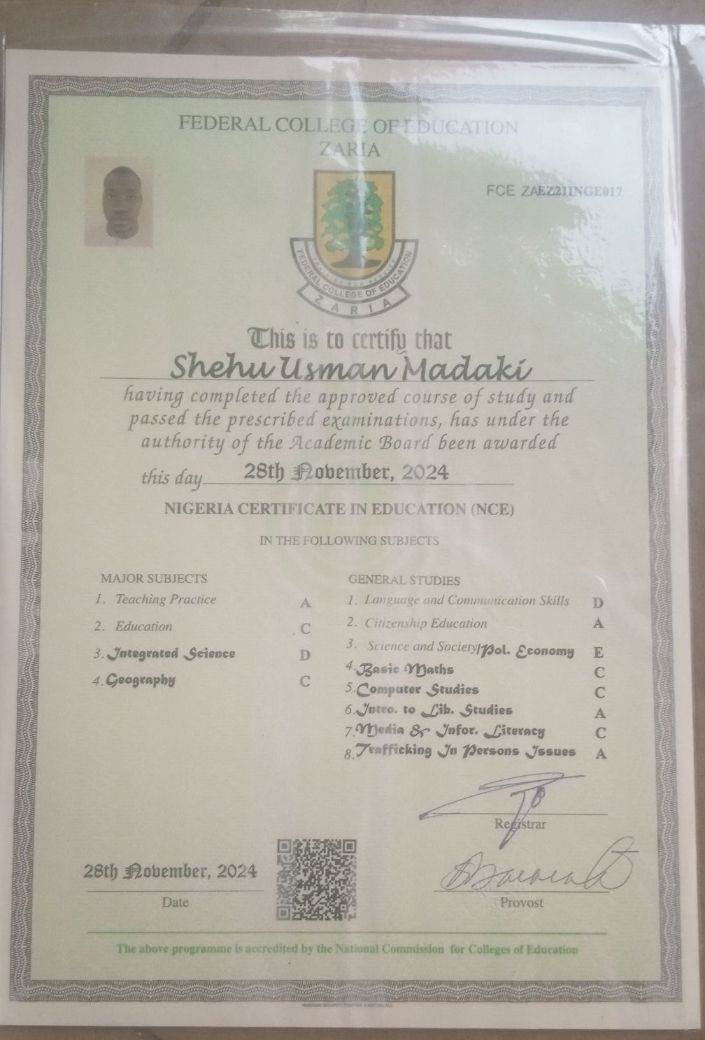 FEDERAL COLLEGE OF EDUCATION
ZARIA
FCE ZAEZ21INGE017
FEDERAL COLLEGE OF EDUCATION
ZARIA
This is to certify that
Shehu Usman Madaki
having completed the approved course of study and
passed the prescribed examinations, has under the
authority of the Academic Board been awarded
this day 28th November, 2024
NIGERIA CERTIFICATE IN EDUCATION (NCE)
IN THE FOLLOWING SUBJECTS
MAJOR SUBJECTS
1. Teaching Practice A
2. Education C
3. Integrated Science D
4. Geography C
GENERAL STUDIES
1. Language and Communication Skills D
2. Citizenship Education A
3. Science and Society/Pol. Economy E
4. Basic Maths C
5. Computer Studies C
6. Intro. to Lib. Studies A
7. Media & Infor. Literacy C
8. Trafficking In Persons Issues A
Registrar
28th November, 2024
Date
Provost
The above programme is accredited by the National Commission for Colleges of Education